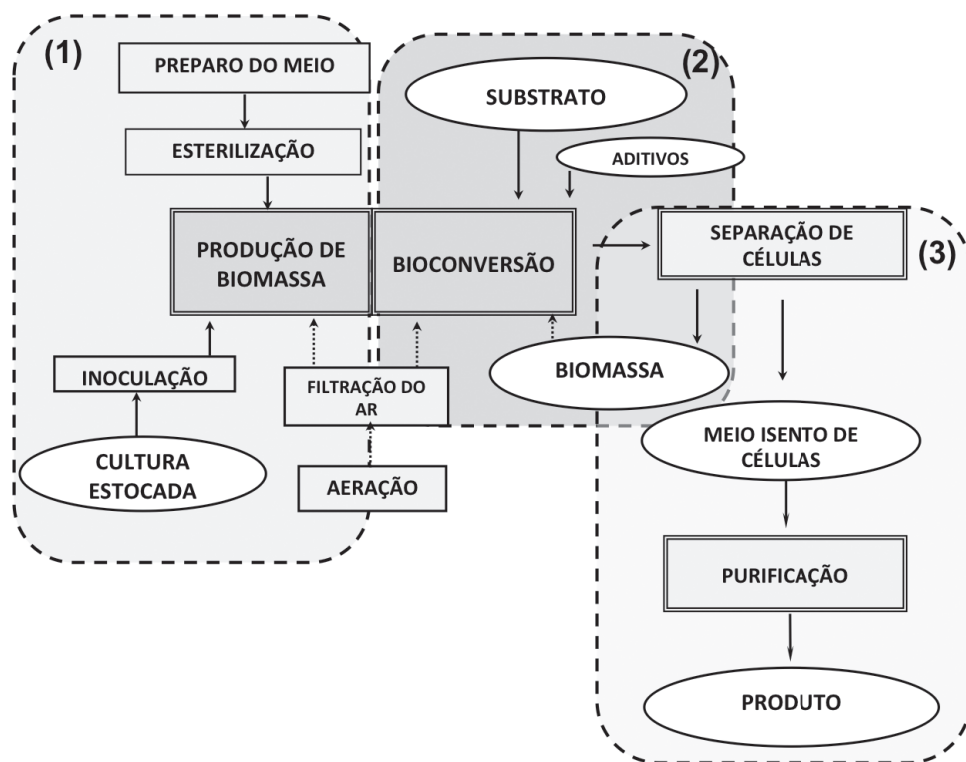 (1)
PREPARO DO MEIO
ESTERILIZAÇÃO
PRODUÇÃO DE
BIOMASSA
INOCULAÇÃO
CULTURA
ESTOCADA
FILTRAÇÃO DO
AR
AERAÇÃO
(2)
SUBSTRATO
ADITIVOS
BIOCONVERSÃO
BIOMASSA
(3)
SEPARAÇÃO DE
CÉLULAS
MEIO ISENTO DE
CÉLULAS
PURIFICAÇÃO
PRODUTO